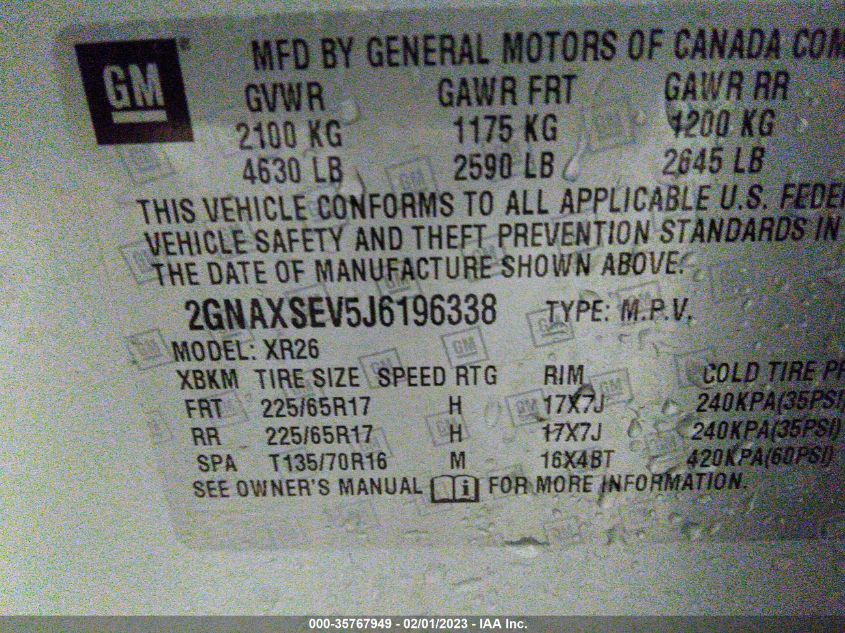 GM® MFD BY GENERAL MOTORS OF CANADA COM
GVWR GAWR FRT GAWR RR
2100 KG 1175 KG 1200 KG
4630 LB 2590 LB 2645 LB
THIS VEHICLE CONFORMS TO ALL APPLICABLE U.S. FEDER
VEHICLE SAFETY AND THEFT PREVENTION STANDARDS IN
THE DATE OF MANUFACTURE SHOWN ABOVE.
2GNAXSEV5J6196338 TYPE: M.P.V.
MODEL: XR26
XBKM TIRE SIZE SPEED RTG RIM COLD TIRE PR
FRT 225/65R17 H 17X7J 240KPA(35PSI)
RR 225/65R17 H 17X7J 240KPA(35PSI)
SPA T135/70R16 M 16X4BT 420KPA(60PSI)
SEE OWNER'S MANUAL i FOR MORE INFORMATION.
000-35767949 - 02/01/2023 - IAA Inc.